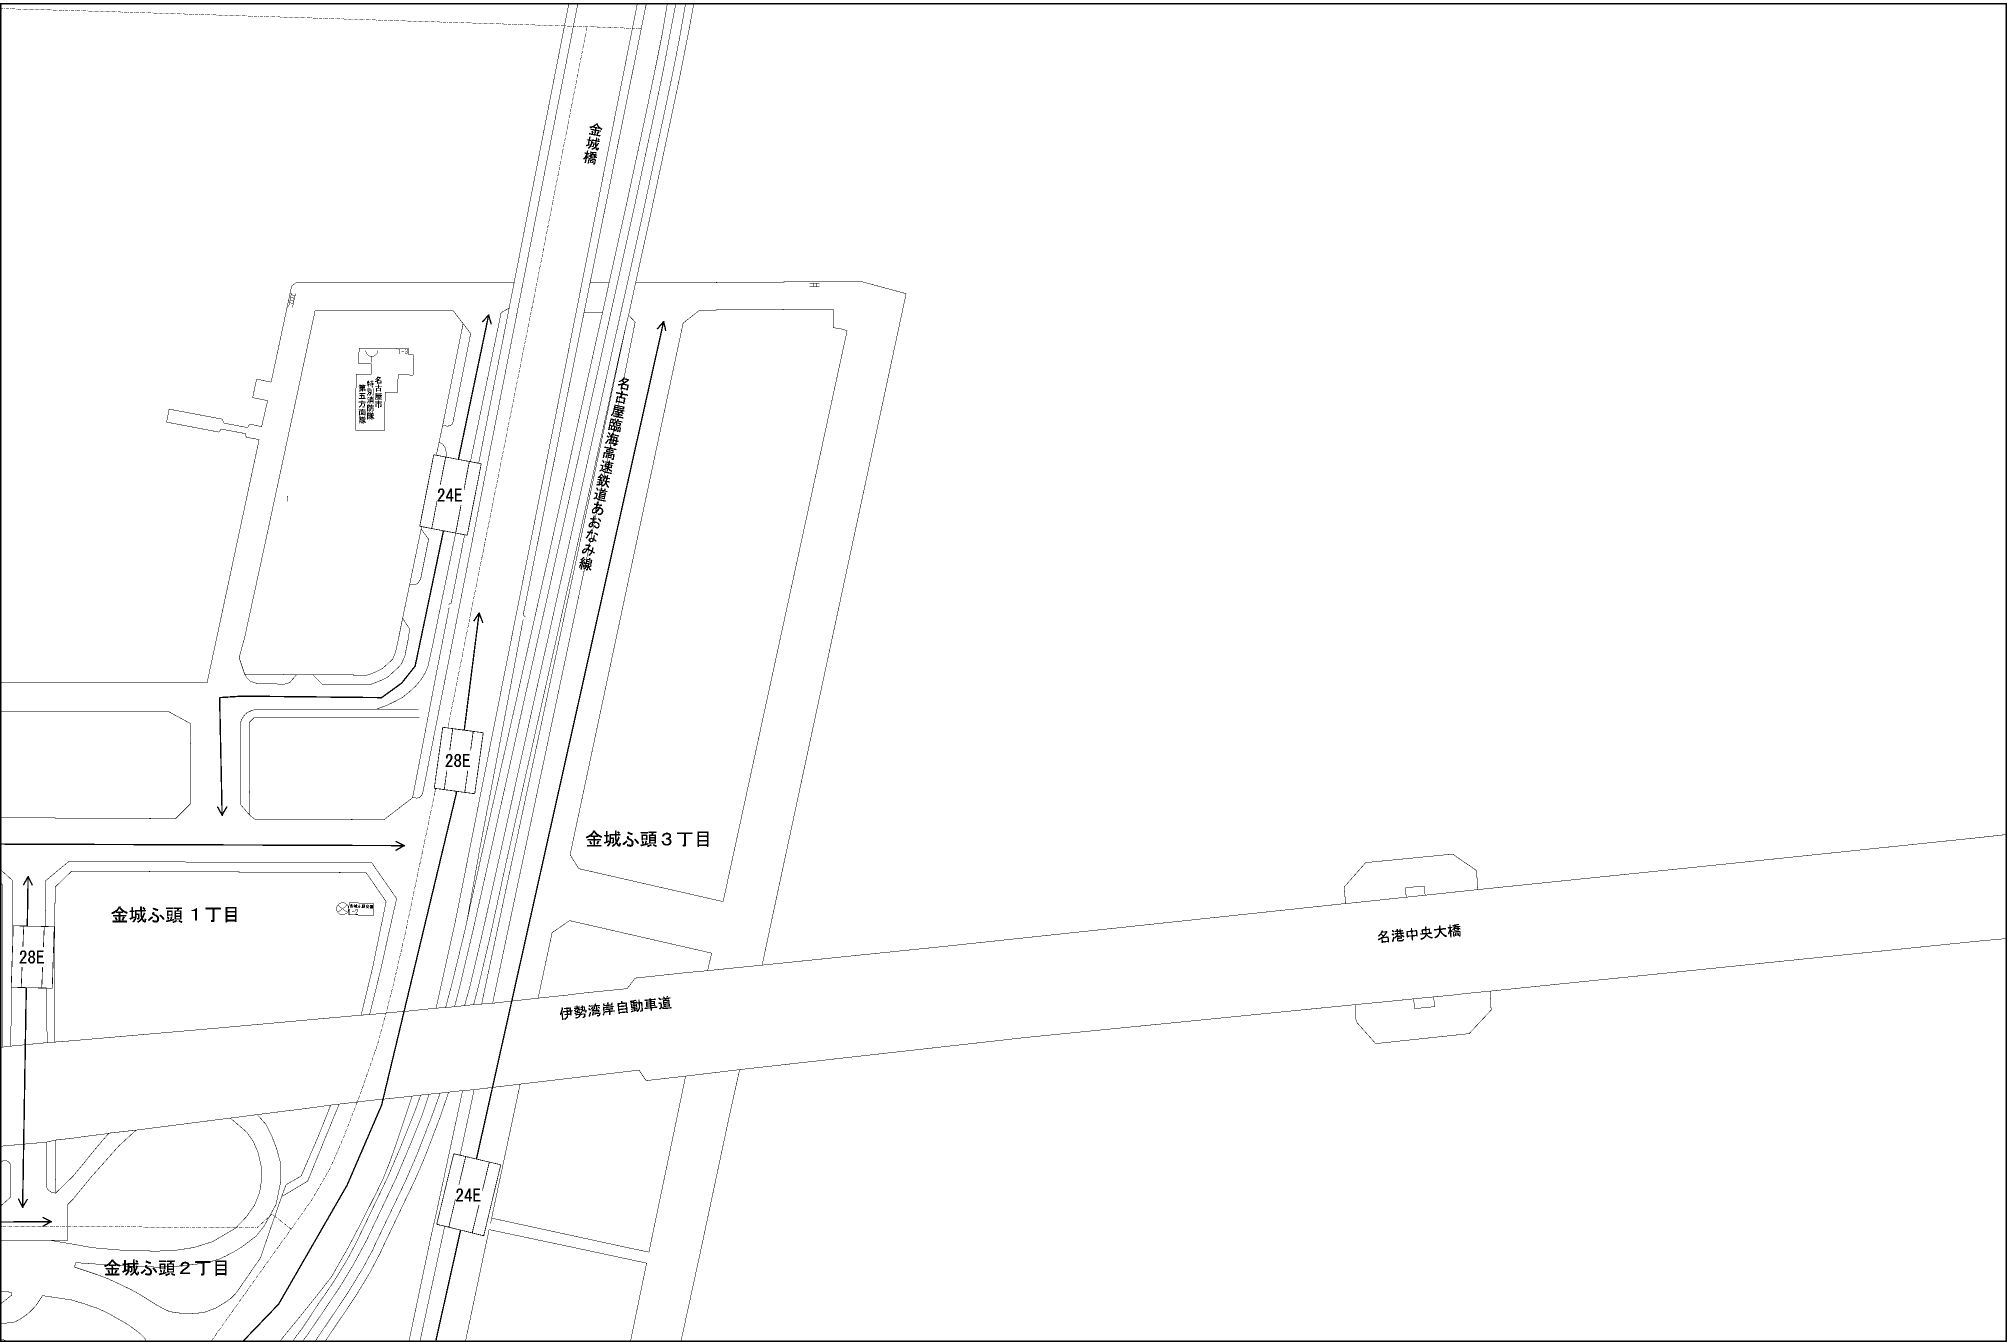 金城橋
名古屋市
特別消防隊
第五方面隊
名古屋臨海高速鉄道あおなみ線
24E
28E
金城ふ頭３丁目
金城ふ頭１丁目
28E
名港中央大橋
伊勢湾岸自動車道
24E
金城ふ頭２丁目